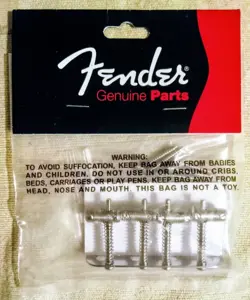 Fender®
Genuine Parts
WARNING:
TO AVOID SUFFOCATION, KEEP BAG AWAY FROM BABIES
AND CHILDREN. DO NOT USE IN OR AROUND CRIBS,
BEDS, CARRIAGES OR PLAY PENS. KEEP BAG AWAY FROM
HEAD, NOSE AND MOUTH. THIS BAG IS NOT A TOY.